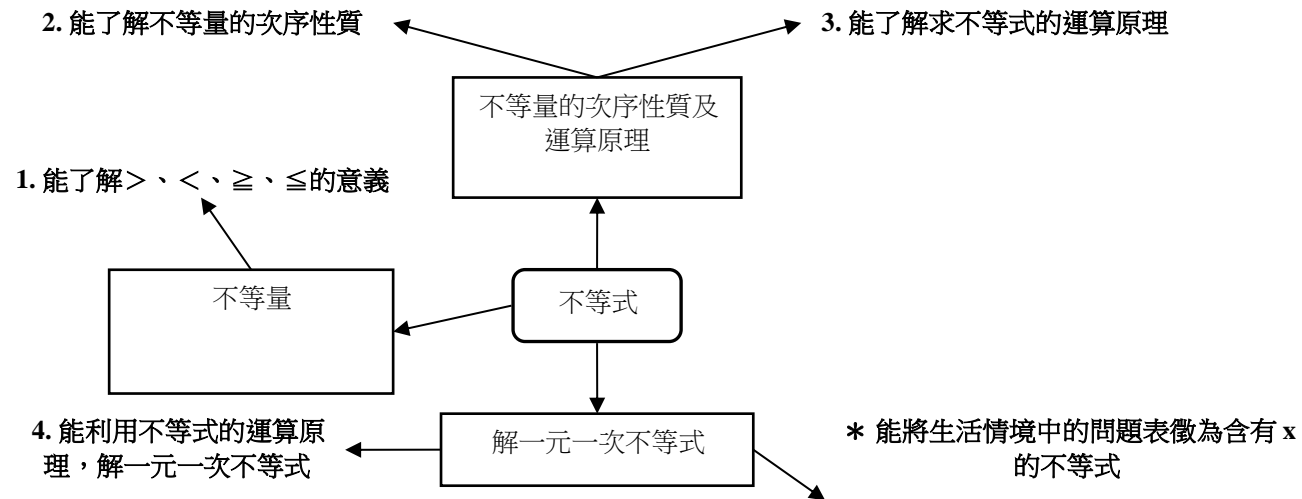 2. 能了解不等量的次序性質
3. 能了解求不等式的運算原理
不等量的次序性質及
運算原理
1. 能了解＞、＜、≧、≦的意義
不等量
不等式
4. 能利用不等式的運算原
理，解一元一次不等式
解一元一次不等式
＊ 能將生活情境中的問題表徵為含有 x
的不等式